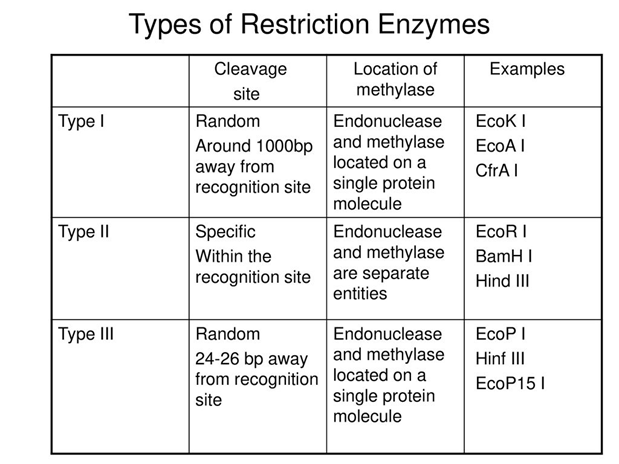 Types of Restriction Enzymes
Cleavage
site
Location of
methylase
Examples
Type I
Random
Around 1000bp
away from
recognition site
Endonuclease
and methylase
located on a
single protein
molecule
EcoK I
EcoA I
CfrA I
Type II
Specific
Within the
recognition site
Endonuclease
and methylase
are separate
entities
EcoR I
BamH I
Hind III
Type III
Random
24-26 bp away
from recognition
site
Endonuclease
and methylase
located on a
single protein
molecule
EcoP I
Hinf III
EcoP15 I